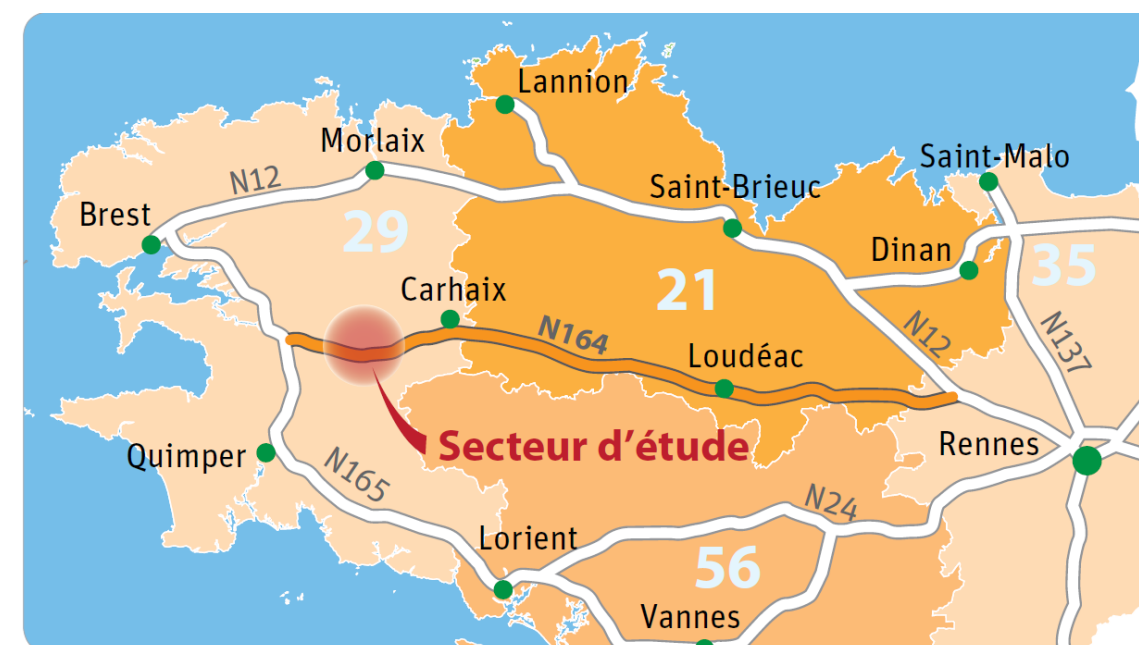 Lannion
Morlaix
Saint-Malo
N12
Saint-Brieuc
Brest
29
Dinan
35
Carhaix
21
N164
N12
N137
Loudéac
Secteur d’étude
Rennes
Quimper
N165
N24
Lorient
56
Vannes